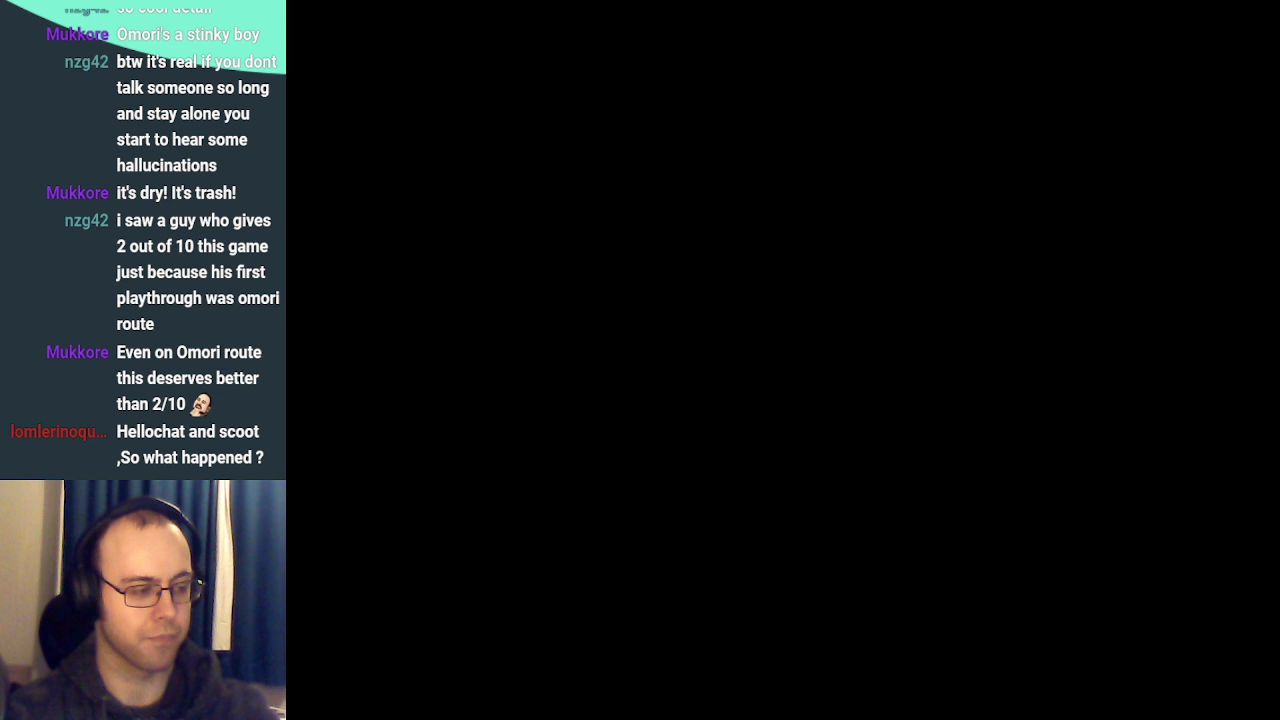 Mukkore Omori's a stinky boy
nzg42 btw it's real if you dont
talk someone so long
and stay alone you
start to hear some
hallucinations
Mukkore it's dry! It's trash!
nzg42 i saw a guy who gives
2 out of 10 this game
just because his first
playthrough was omori
route
Mukkore Even on Omori route
this deserves better
than 2/10
lomlerinoqu... Hellochat and scoot
,So what happened ?